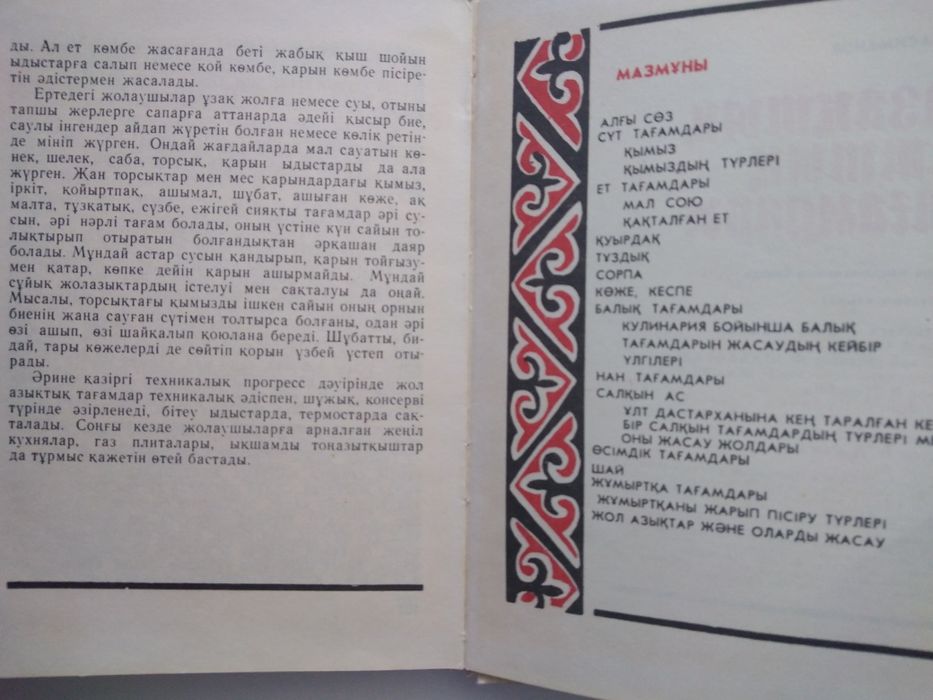 ды. Ал ет көмбе жасағанда беті жабық қыш шойын
ыдыстарға салып немесе қой көмбе, қарын көмбе пісіре-
тін әдістермен жасалады.
Ертедегі жолаушылар ұзақ жолға немесе суы, отыны
тапшы жерлерге сапарға аттанарда әдейі қысыр бие,
саулы інгендер айдап жүретін болған немесе көлік ретін-
де мініп жүрген. Ондай жағдайларда мал сауатын кө-
нек, шелек, саба, торсық, қарын ыдыстарды да ала
жүрген. Жан торсықтар мен мес қарындардағы қымыз,
іркіт, қойыртпақ, ашымал, шұбат, ашыған көже, ақ
малта, тұзқатық, сүзбе, ежігей сияқты тағамдар әрі су-
сын, әрі нәрлі тағам болады, оның үстіне күн сайын то-
лықтырып отыратын болғандықтан әрқашан даяр
болады. Мұндай астар сусын қандырып, қарын тойғызу-
мен қатар, көпке дейін қарын ашырмайды. Мұндай
сұйық жолазықтардың істелуі мен сақталуы да оңай.
Мысалы, торсықтағы қымызды ішкен сайын оның орнын
биенің жаңа сауған сүтімен толтырса болғаны, одан әрі
өзі ашып, өзі шайқалып қоюлана береді. Шұбатты, би-
дай, тары көжелерді де сөйтіп қорын үзбей үстеп оты-
рады.
Әрине қазіргі техникалық прогресс дәуірінде жол
азықтық тағамдар техникалық әдіспен, шұжық, консерві
түрінде әзірленеді, бітеу ыдыстарда, термостарда сақ-
талады. Соңғы кезде жолаушыларға арналған жеңіл
кухнялар, газ плиталары, ықшамды тоназытқыштар
да тұрмыс қажетін өтей бастады.
МАЗМҰНЫ
АЛҒЫ СӨЗ
СҮТ ТАҒАМДАРЫ
ҚЫМЫЗ
ҚЫМЫЗДЫҢ ТҮРЛЕРІ
ЕТ ТАҒАМДАРЫ
МАЛ СОЮ
ҚАҚТАЛҒАН ЕТ
ҚУЫРДАҚ
ТҰЗДЫҚ
СОРПА
КӨЖЕ, КЕСПЕ
БАЛЫҚ ТАҒАМДАРЫ
КУЛИНАРИЯ БОЙЫНША БАЛЫҚ
ТАҒАМДАРЫН ЖАСАУДЫҢ КЕЙБІР
ҮЛГІЛЕРІ
НАН ТАҒАМДАРЫ
САЛҚЫН АС
ҰЛТ ДАСТАРХАНЫНА КЕҢ ТАРАЛҒАН КЕ
БІР САЛҚЫН ТАҒАМДАРДЫҢ ТҮРЛЕРІ МЕ
ОНЫ ЖАСАУ ЖОЛДАРЫ
ӨСІМДІК ТАҒАМДАРЫ
ШАЙ
ЖҰМЫРТҚА ТАҒАМДАРЫ
ЖҰМЫРТҚАНЫ ЖАРЫП ПІСІРУ ТҮРЛЕРІ
ЖОЛ АЗЫҚТАР ЖӘНЕ ОЛАРДЫ ЖАСАУ